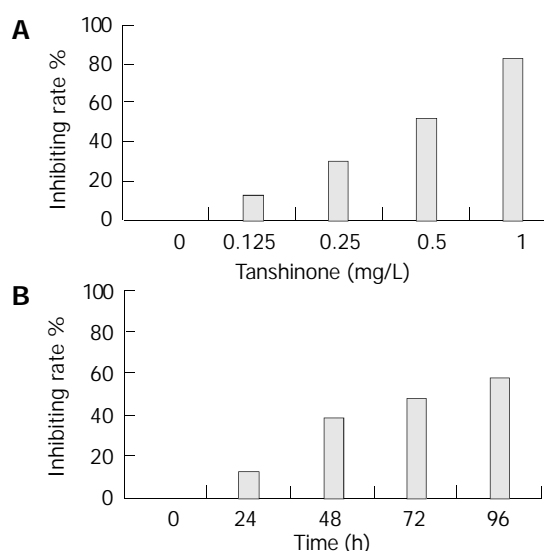 A
Inhibiting rate %
100
80
60
40
20
0
0 0.125 0.25 0.5 1
Tanshinone (mg/L)
B
Inhibiting rate %
100
80
60
40
20
0
0 24 48 72 96
Time (h)